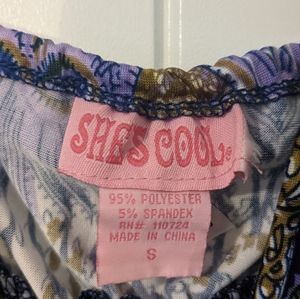 SHE'S COOL®
95% POLYESTER
5% SPANDEX
RN# 110724
MADE IN CHINA
S